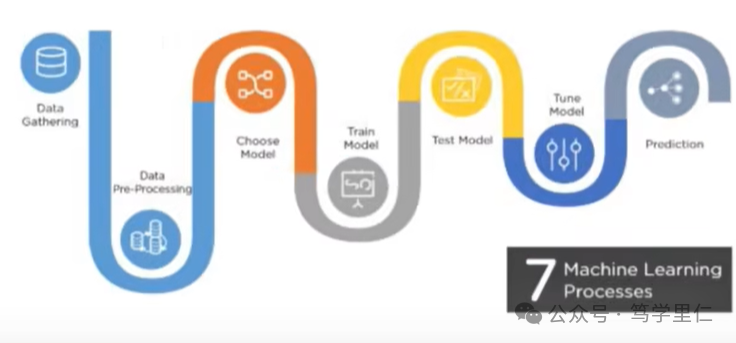 Data
Gathering
Data
Pre-Processing
Choose
Model
Train
Model
Test Model
Tune
Model
Prediction
7 Machine Learning
Processes
公众号 · 笃学里仁